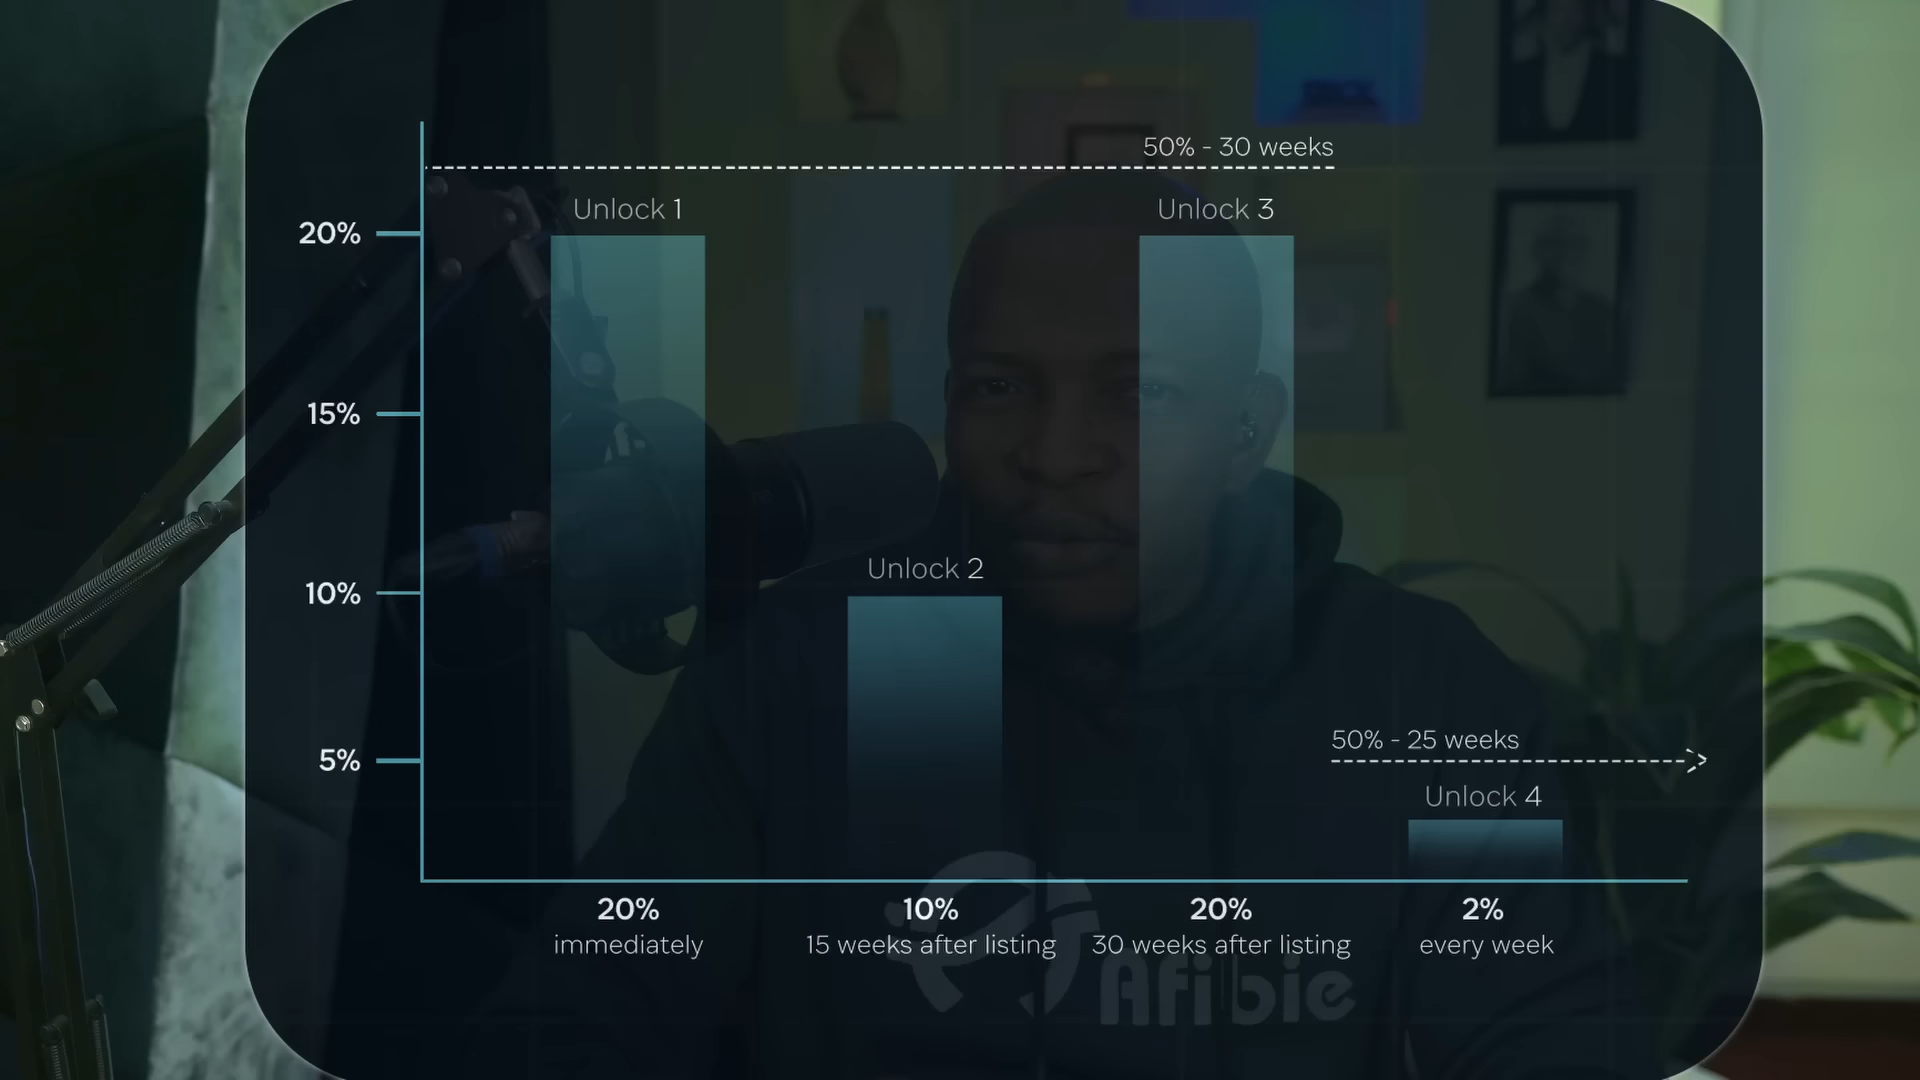 50% - 30 weeks
Unlock 1
Unlock 3
20%
15%
Unlock 2
10%
50% - 25 weeks
5%
Unlock 4
20%
10%
20%
2%
immediately
15 weeks after listing
30 weeks after listing
every week
Afibie